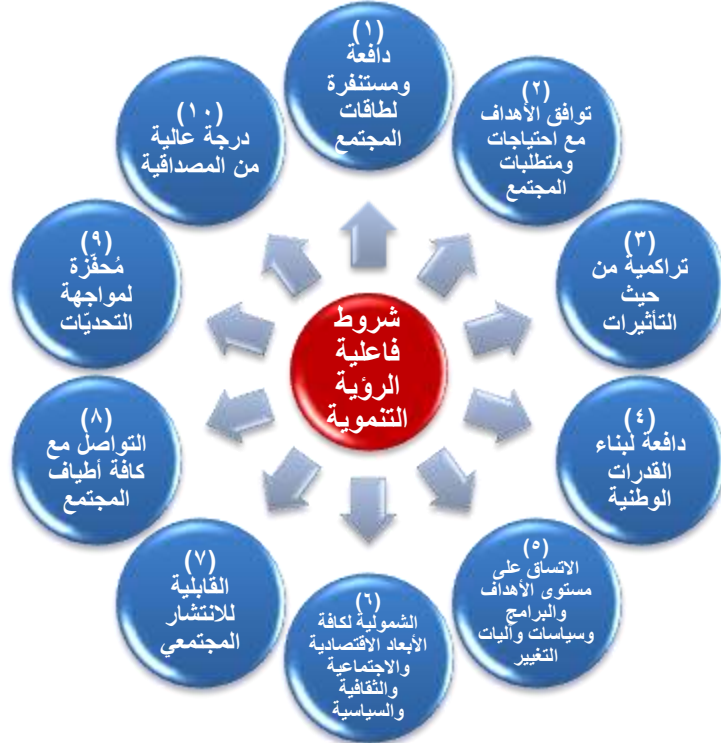 شروط
فاعلية
الرؤية
التنموية
(١)
دافعة
ومستنفرة
لطاقات
المجتمع
(٢)
توافق الأهداف
مع احتياجات
ومتطلبات
المجتمع
(٣)
تراكمية من
حيث
التأثيرات
(٤)
دافعة لبناء
القدرات
الوطنية
(٥)
الاتساق على
مستوى الأهداف
والبرامج
وسياسات وآليات
التغيير
(٦)
الشمولية لكافة
الأبعاد الاقتصادية
والاجتماعية
والثقافية
والسياسية
(٧)
القابلية
للانتشار
المجتمعي
(٨)
التواصل مع
كافة أطياف
المجتمع
(٩)
مُحفّزة
لمواجهة
التحديّات
(١٠)
درجة عالية
من المصداقية